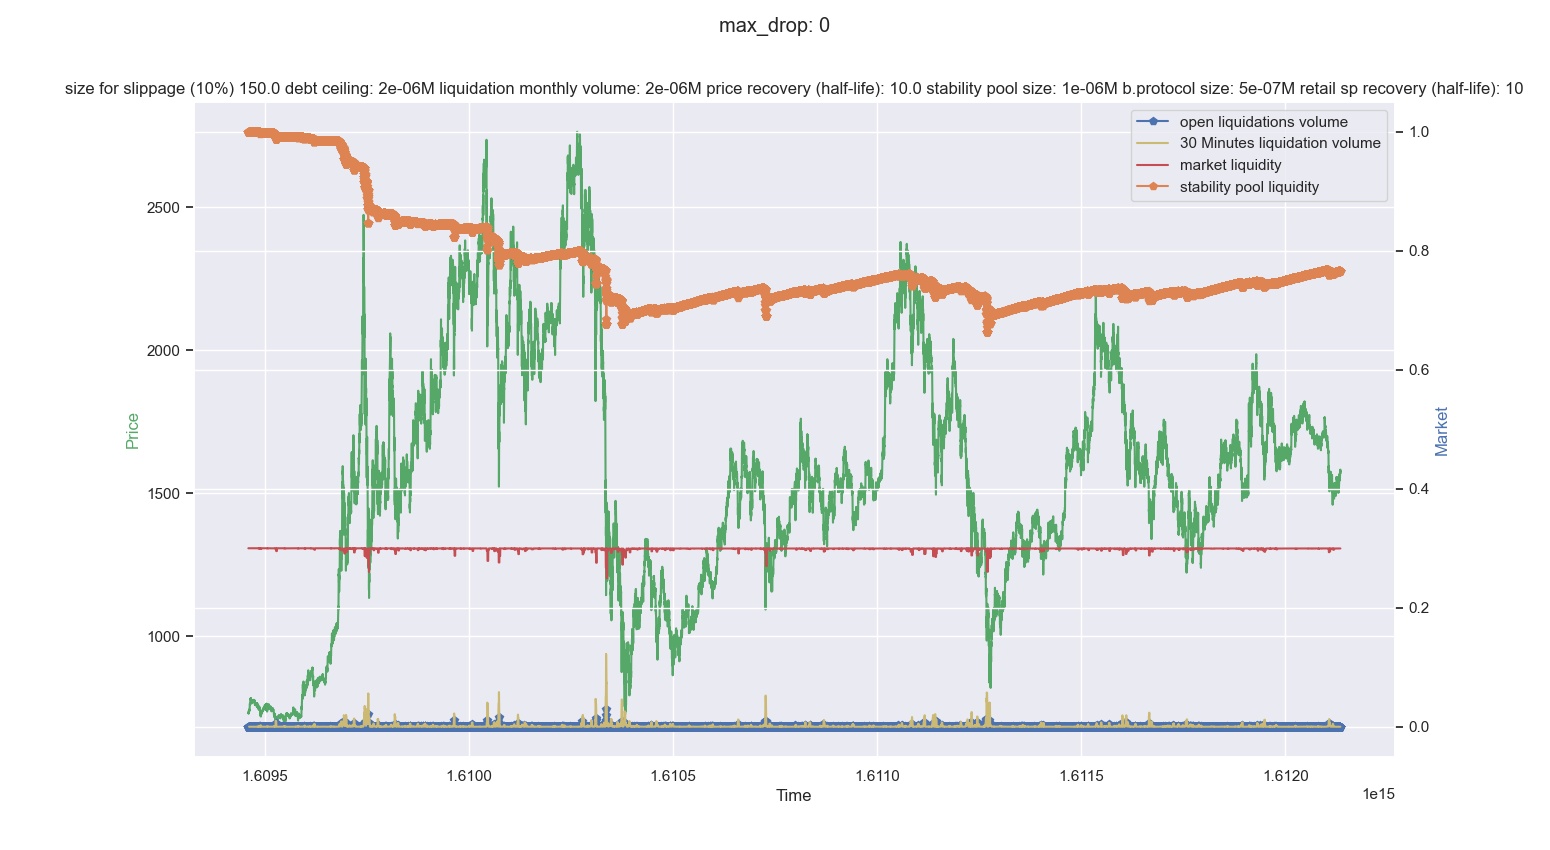 max_drop: 0
size for slippage (10%) 150.0 debt ceiling: 2e-06M liquidation monthly volume: 2e-06M price recovery (half-life): 10.0 stability pool size: 1e-06M b.protocol size: 5e-07M retail sp recovery (half-life): 10
open liquidations volume
30 Minutes liquidation volume
market liquidity
stability pool liquidity
2500
2000
1500
1000
Price
1.0
0.8
0.6
0.4
0.2
0.0
Market
1.6095 1.6100 1.6105 1.6110 1.6115 1.6120
1e15
Time